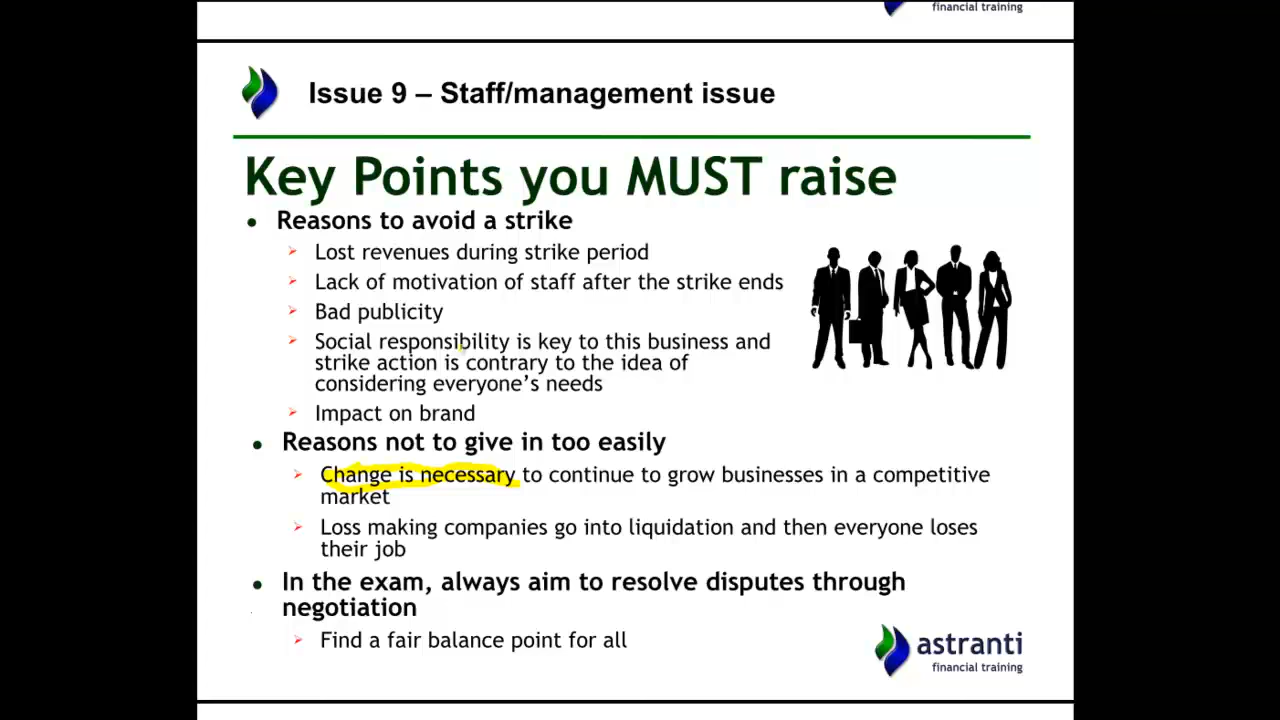 financial training
Issue 9 – Staff/management issue
Key Points you MUST raise
Reasons to avoid a strike
Lost revenues during strike period
Lack of motivation of staff after the strike ends
Bad publicity
Social responsibility is key to this business and
strike action is contrary to the idea of
considering everyone's needs
Impact on brand
Reasons not to give in too easily
Change is necessary to continue to grow businesses in a competitive
market
Loss making companies go into liquidation and then everyone loses
their job
In the exam, always aim to resolve disputes through
negotiation
Find a fair balance point for all
astranti
financial training